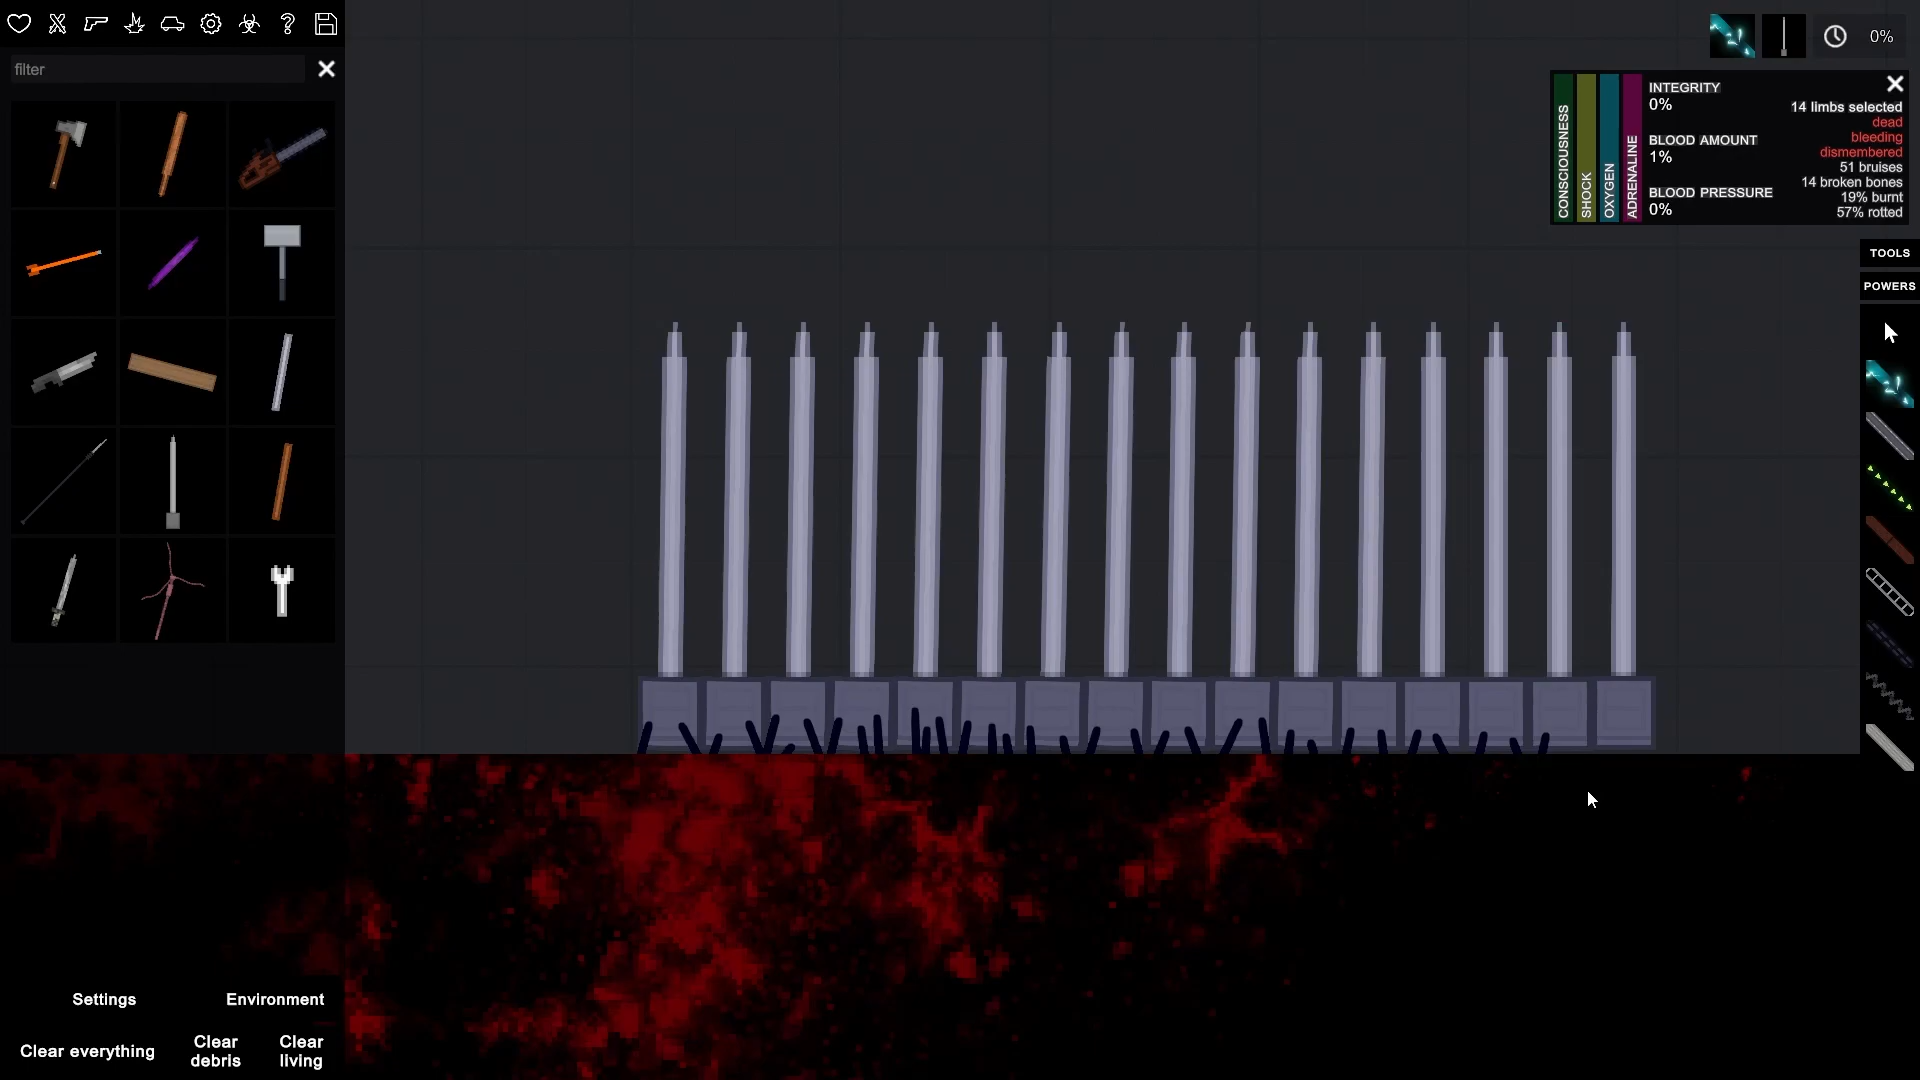 filter
0%
CONSCIOUSNESS
SHOCK
OXYGEN
ADRENALINE
INTEGRITY
0%
BLOOD AMOUNT
1%
BLOOD PRESSURE
0%
14 limbs selected
dead
bleeding
dismembered
51 bruises
14 broken bones
19% burnt
57% rotted
TOOLS
POWERS
Settings
Environment
Clear everything
Clear
debris
Clear
living